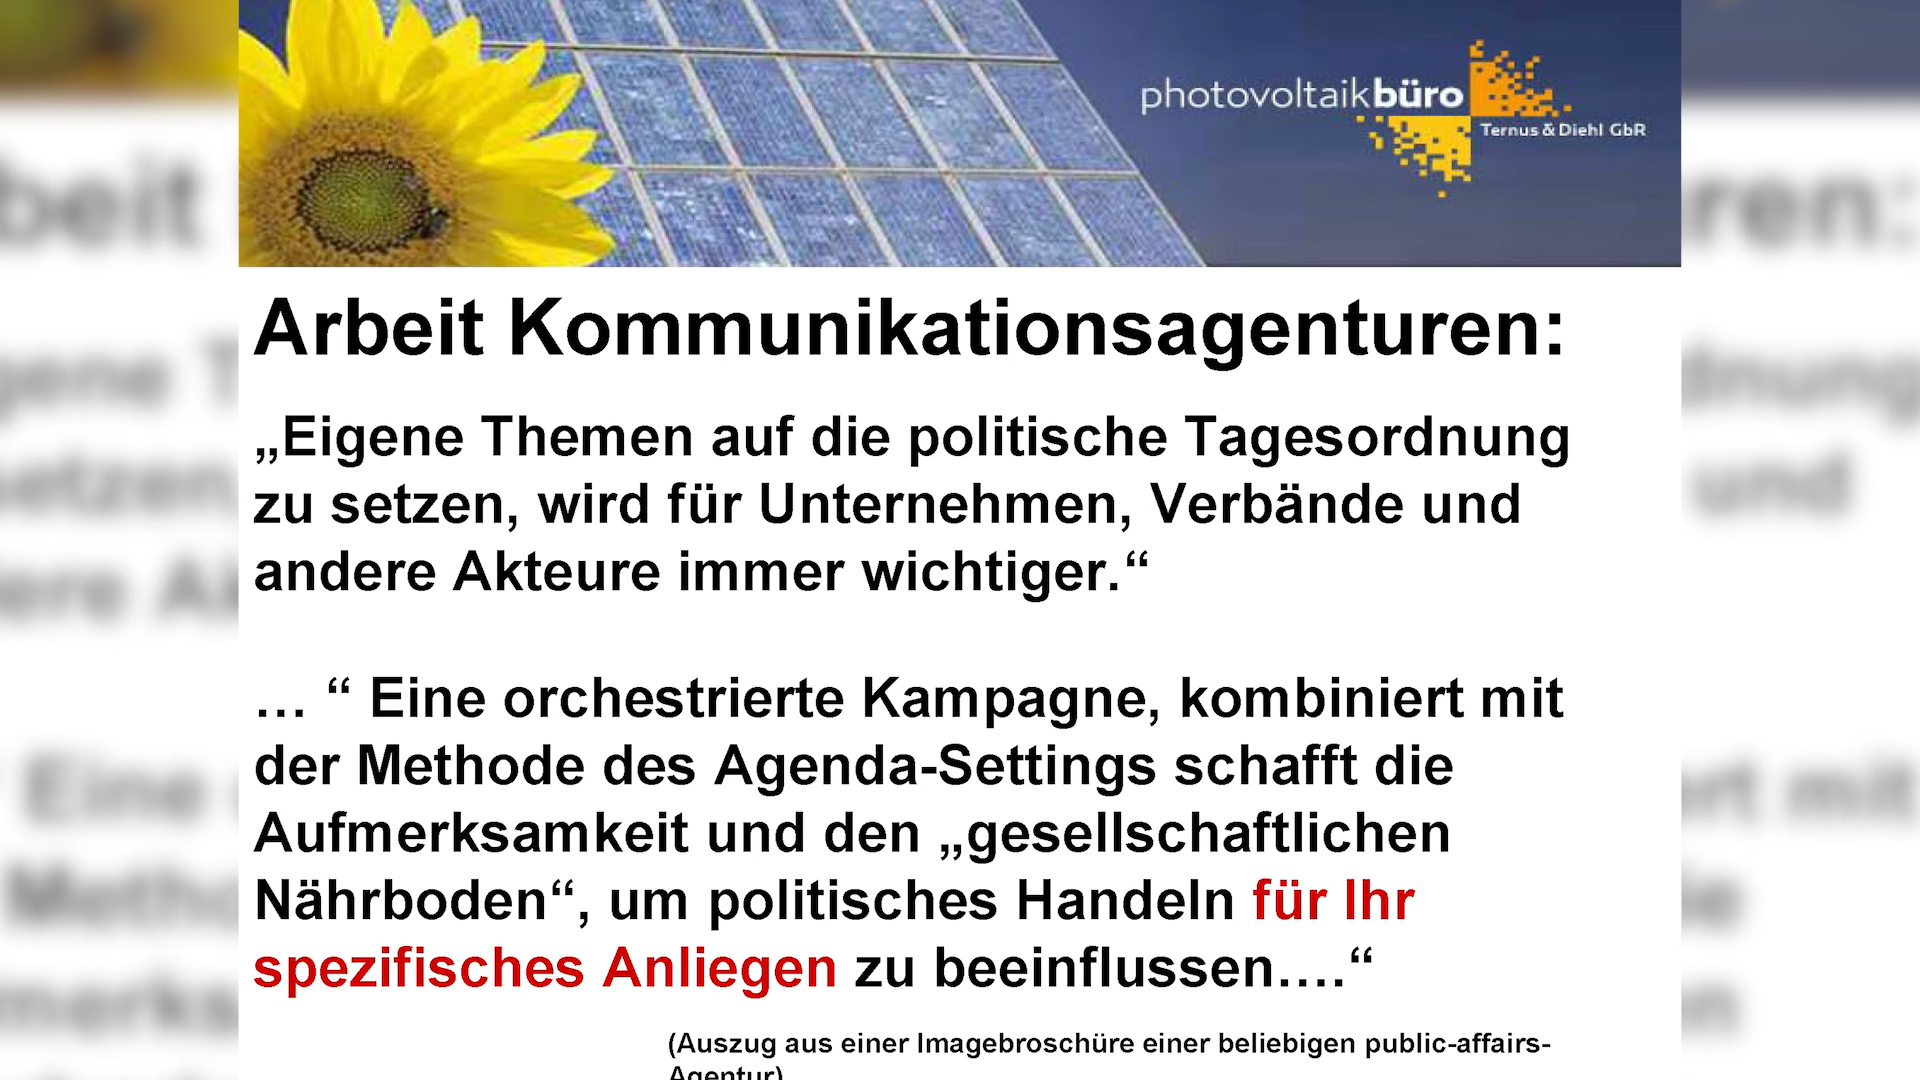 photovoltaikbüro
Ternus & Diehl GbR
Arbeit Kommunikationsagenturen:
„Eigene Themen auf die politische Tagesordnung
zu setzen, wird für Unternehmen, Verbände und
andere Akteure immer wichtiger.“
… “ Eine orchestrierte Kampagne, kombiniert mit
der Methode des Agenda-Settings schafft die
Aufmerksamkeit und den „gesellschaftlichen
Nährboden“, um politisches Handeln für Ihr
spezifisches Anliegen zu beeinflussen….“
(Auszug aus einer Imagebroschüre einer beliebigen public-affairs-
Agentur)